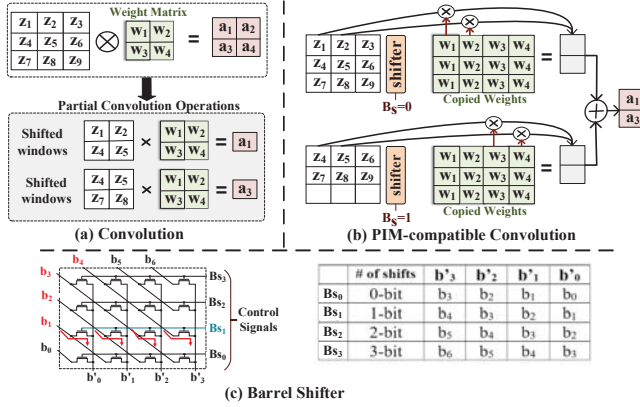 Weight Matrix
z1 z2 z3
z4 z5 z6
z7 z8 z9
w1 w2
w3 w4
=
a1 a2
a3 a4
Partial Convolution Operations
Shifted windows
z1 z2
z4 z5
×
w1 w2
w3 w4
=
a1
Shifted windows
z4 z5
z7 z8
×
w1 w2
w3 w4
=
a3
(a) Convolution
z1 z2 z3
z4 z5 z6
z7 z8 z9
shifter
Bs=0
w1 w2 w3 w4
w1 w2 w3 w4
w1 w2 w3 w4
Copied Weights
=
z4 z5 z6
z7 z8 z9
shifter
Bs=1
w1 w2 w3 w4
w1 w2 w3 w4
w1 w2 w3 w4
Copied Weights
=
a1
a3
(b) PIM-compatible Convolution
b4 b5 b6
b3
b2
b1
b0
Bs3
Bs2
Bs1
Bs0
Control Signals
b'0 b'1 b'2 b'3
# of shifts b'3 b'2 b'1 b'0
Bs0 0-bit b3 b2 b1 b0
Bs1 1-bit b4 b3 b2 b1
Bs2 2-bit b5 b4 b3 b2
Bs3 3-bit b6 b5 b4 b3
(c) Barrel Shifter